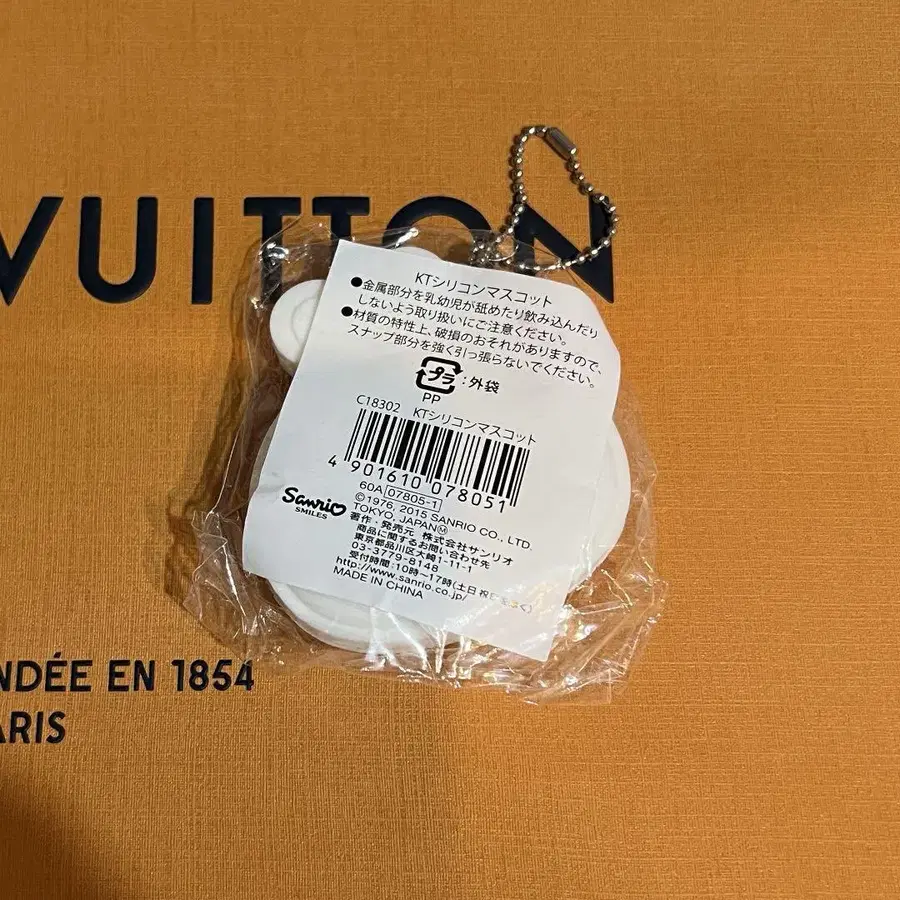 VUITTON
KTシリコンマスコット
●金属部分を乳幼児が舐めたり飲み込んだり
しないよう取り扱いにご注意ください。
●材質の特性上、破損のおそれがありますので、
スナップ部分を強く引っ張らないでください。
プラ:外袋
PP
C18302 KTシリコンマスコット
4 901610 078051
60A 07805-1
Sanrio
SMILES
©1976, 2015 SANRIO CO., LTD.
TOKYO, JAPAN Ⓜ
著作・発売元 株式会社サンリオ
商品に関するお問い合わせ先
東京都品川区大崎1-11-1
03-3779-8148
受付時間:10時〜17時(土日祝日を除く)
http://www.sanrio.co.jp/
MADE IN CHINA
NDÉE EN 1854
ARIS